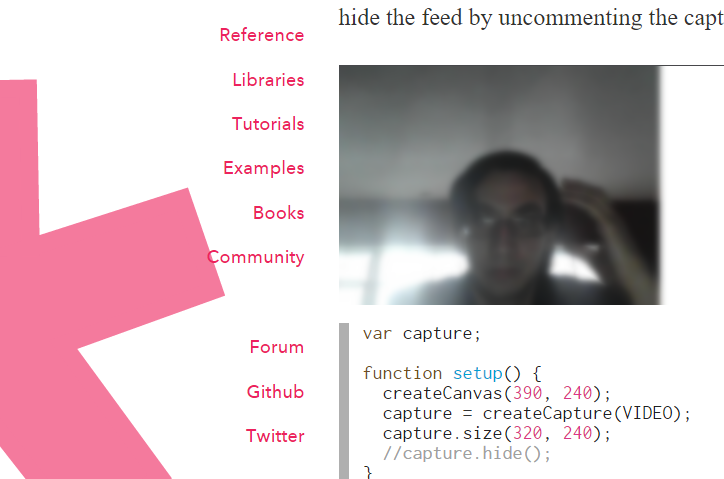 Reference
Libraries
Tutorials
Examples
Books
Community
Forum
Github
Twitter
hide the feed by uncommenting the capt
var capture;
function setup() {
createCanvas(390, 240);
capture = createCapture(VIDEO);
capture.size(320, 240);
//capture.hide();
}